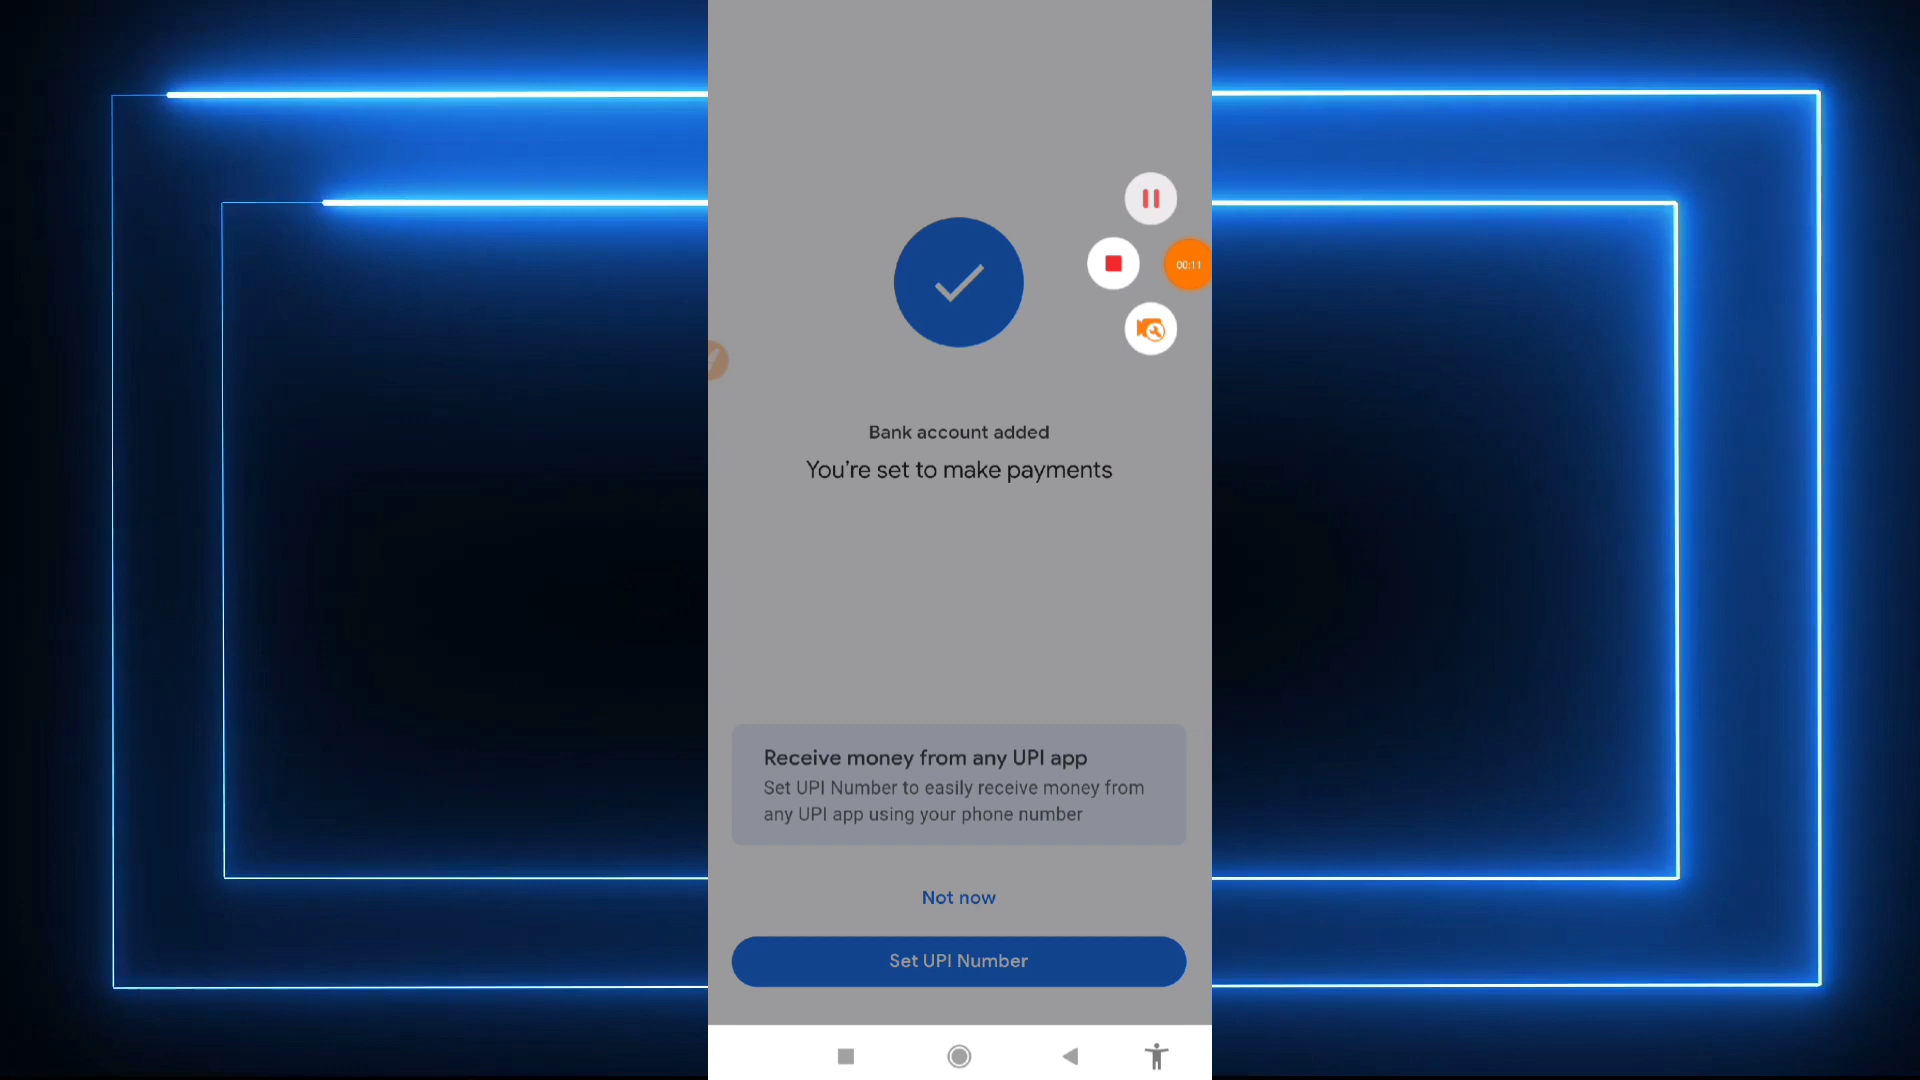 00:11
Bank account added
You're set to make payments
Receive money from any UPI app
Set UPI Number to easily receive money from
any UPI app using your phone number
Not now
Set UPI Number